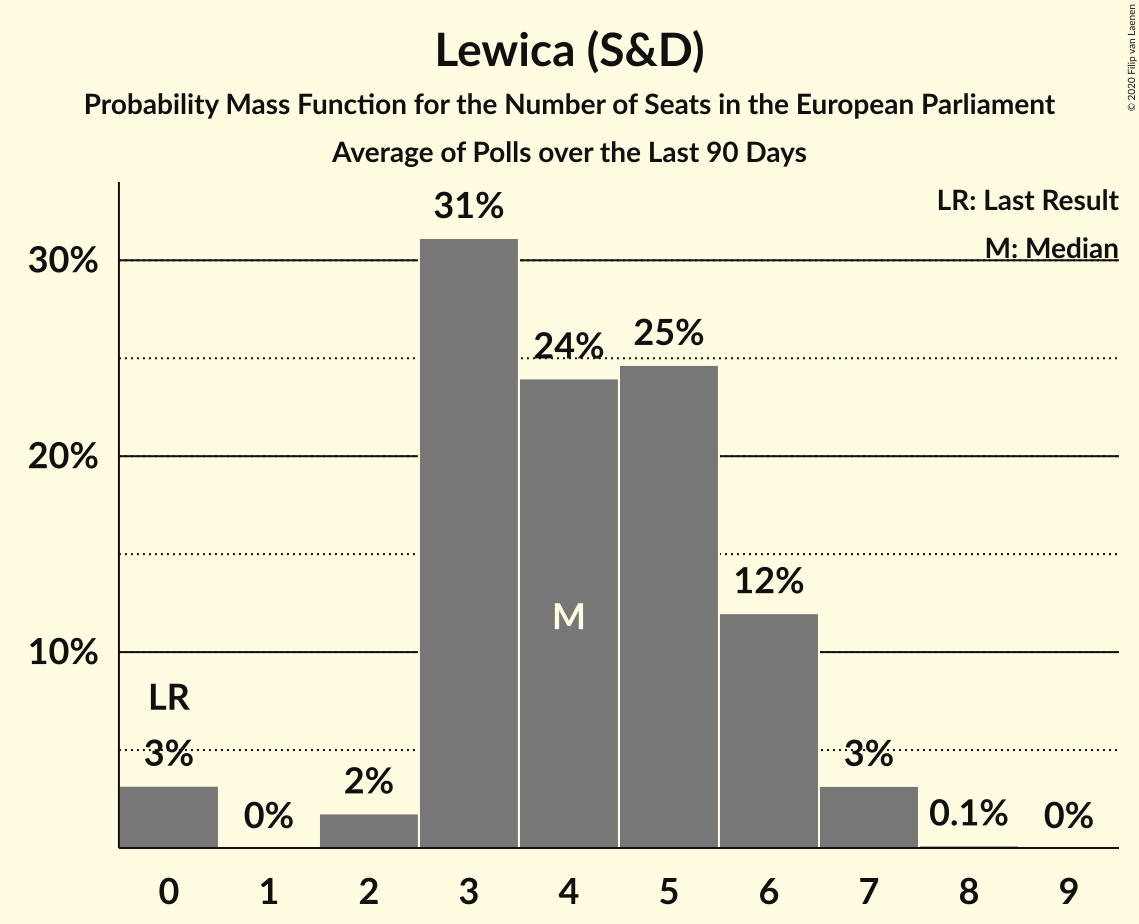 Lewica (S&D)
Probability Mass Function for the Number of Seats in the European Parliament
Average of Polls over the Last 90 Days
© 2020 Filip van Laenen
LR: Last Result
M: Median
30%
20%
10%
LR
3%
0%
2%
31%
24%
M
25%
12%
3%
0.1%
0%
0 1 2 3 4 5 6 7 8 9